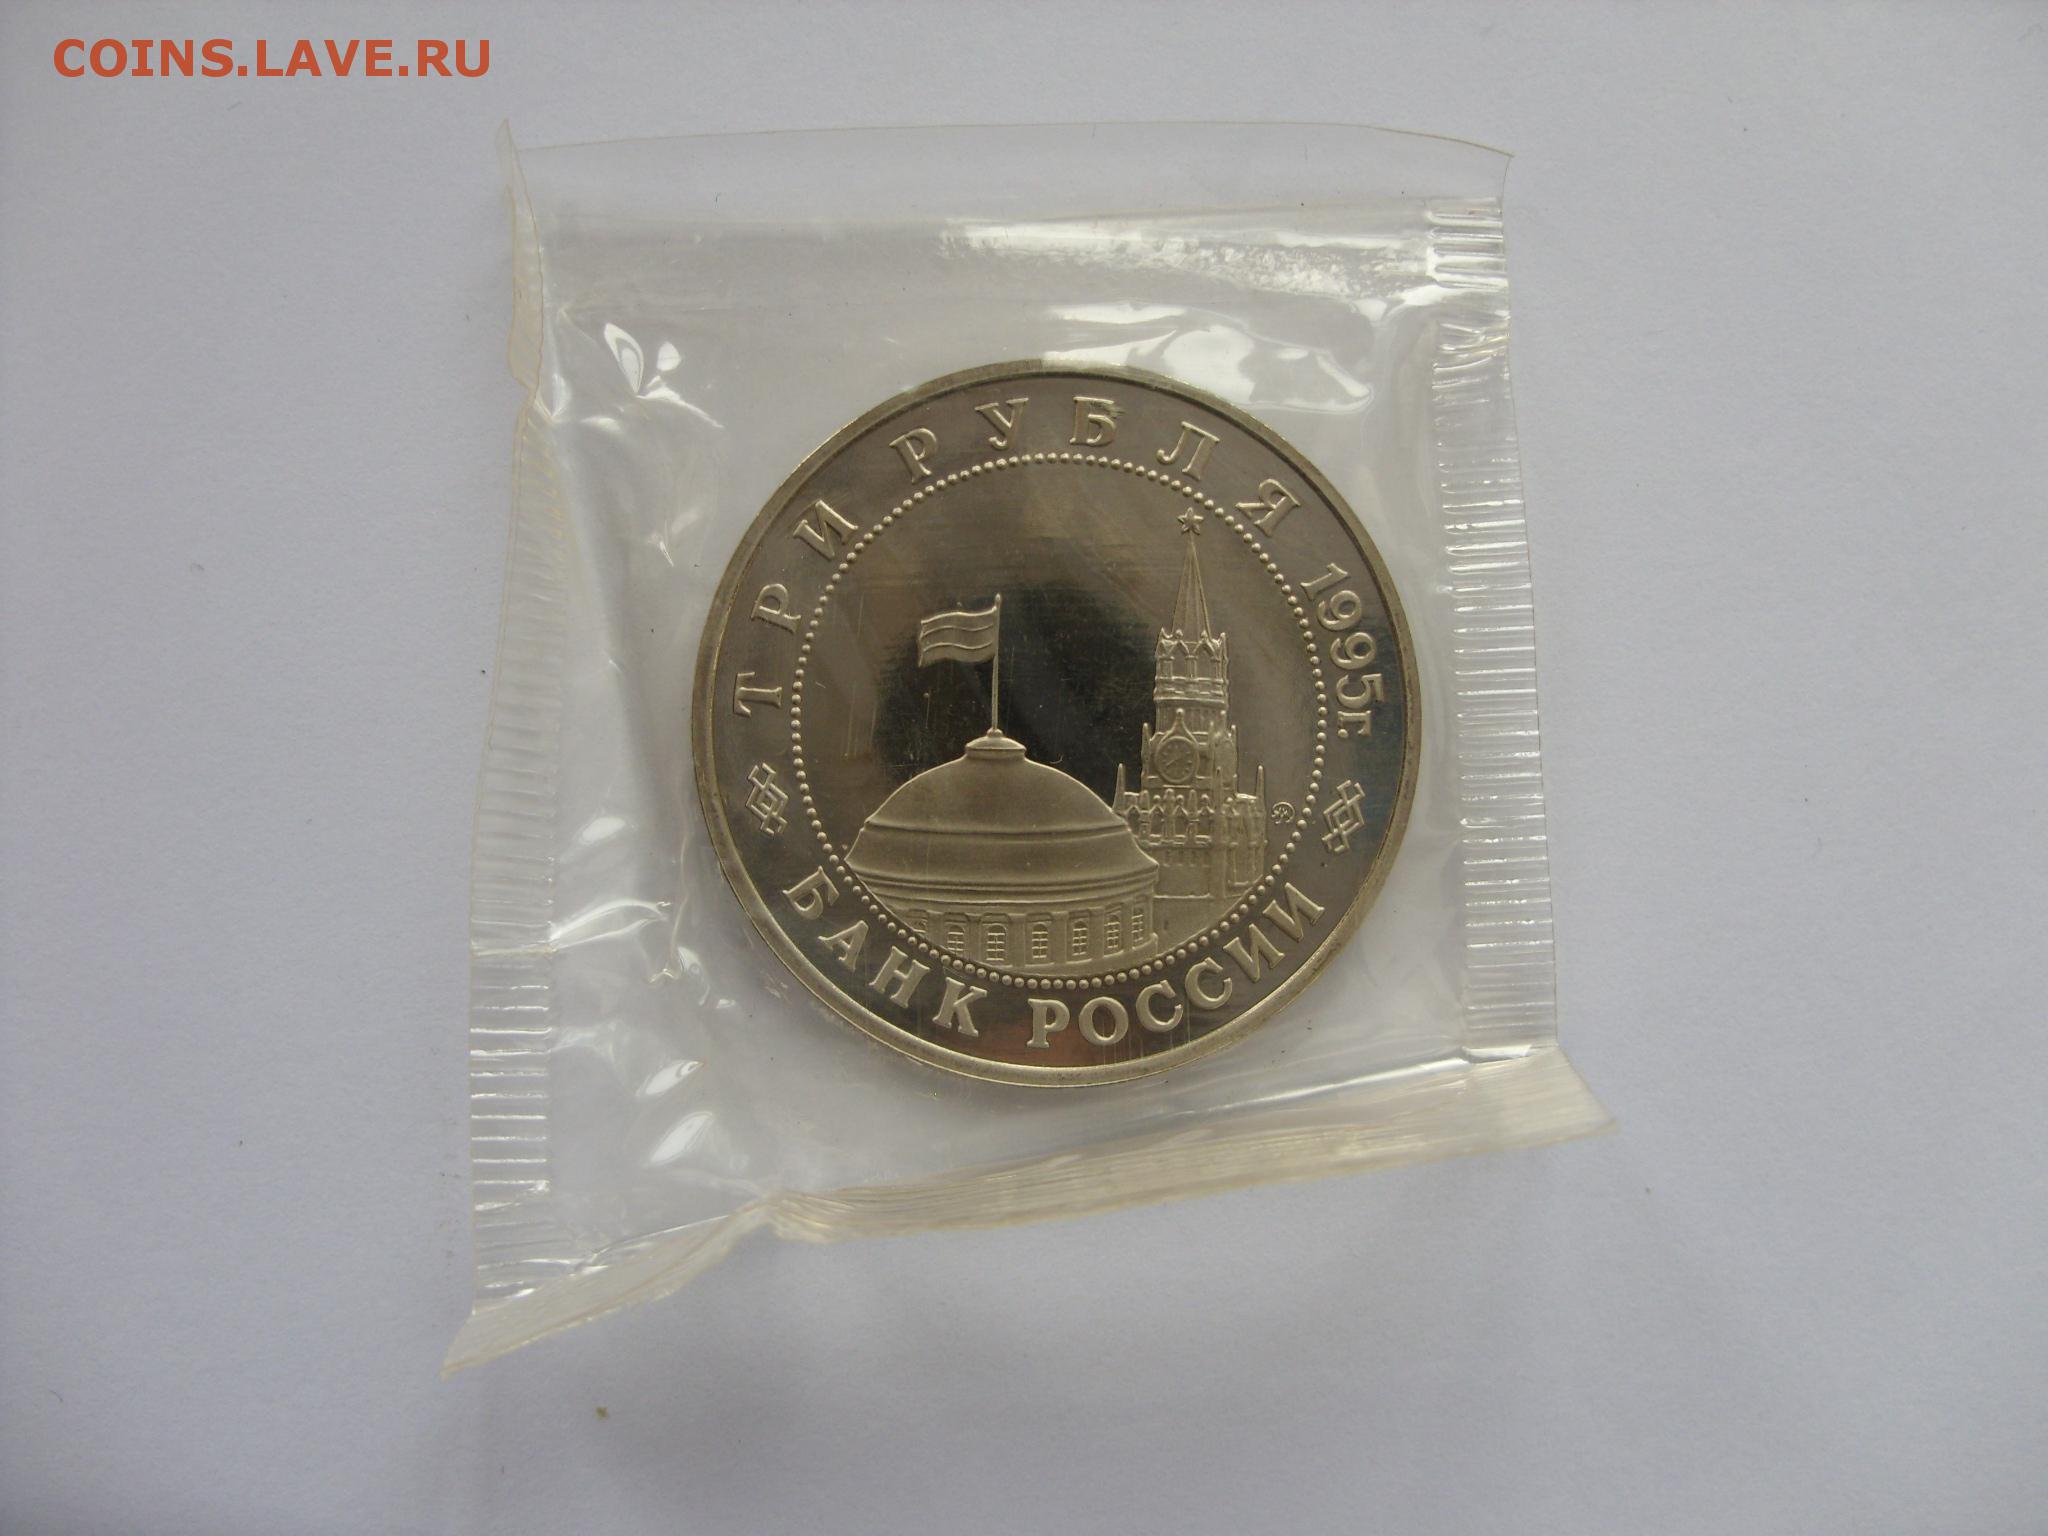 COINS.LAVE.RU
ТРИ РУБЛЯ 1995г.
БАНК РОССИИ